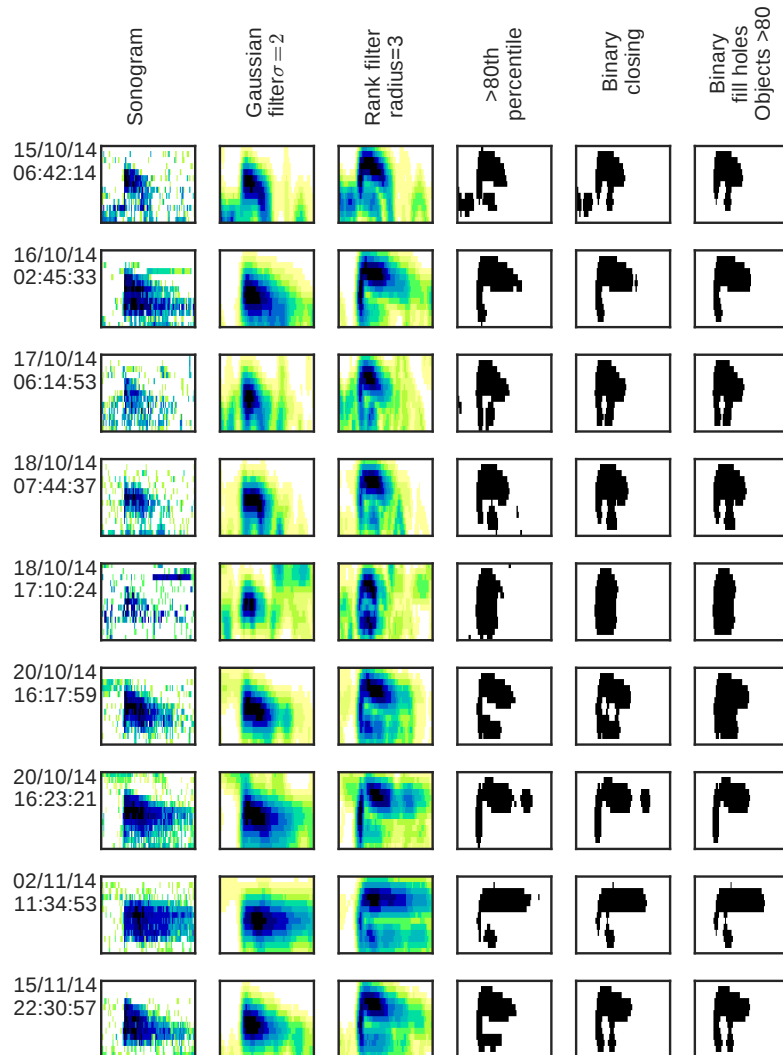 Sonogram
Gaussian
filterσ=2
Rank filter
radius=3
>80th
percentile
Binary
closing
Binary
fill holes
Objects >80
15/10/14
06:42:14
16/10/14
02:45:33
17/10/14
06:14:53
18/10/14
07:44:37
18/10/14
17:10:24
20/10/14
16:17:59
20/10/14
16:23:21
02/11/14
11:34:53
15/11/14
22:30:57